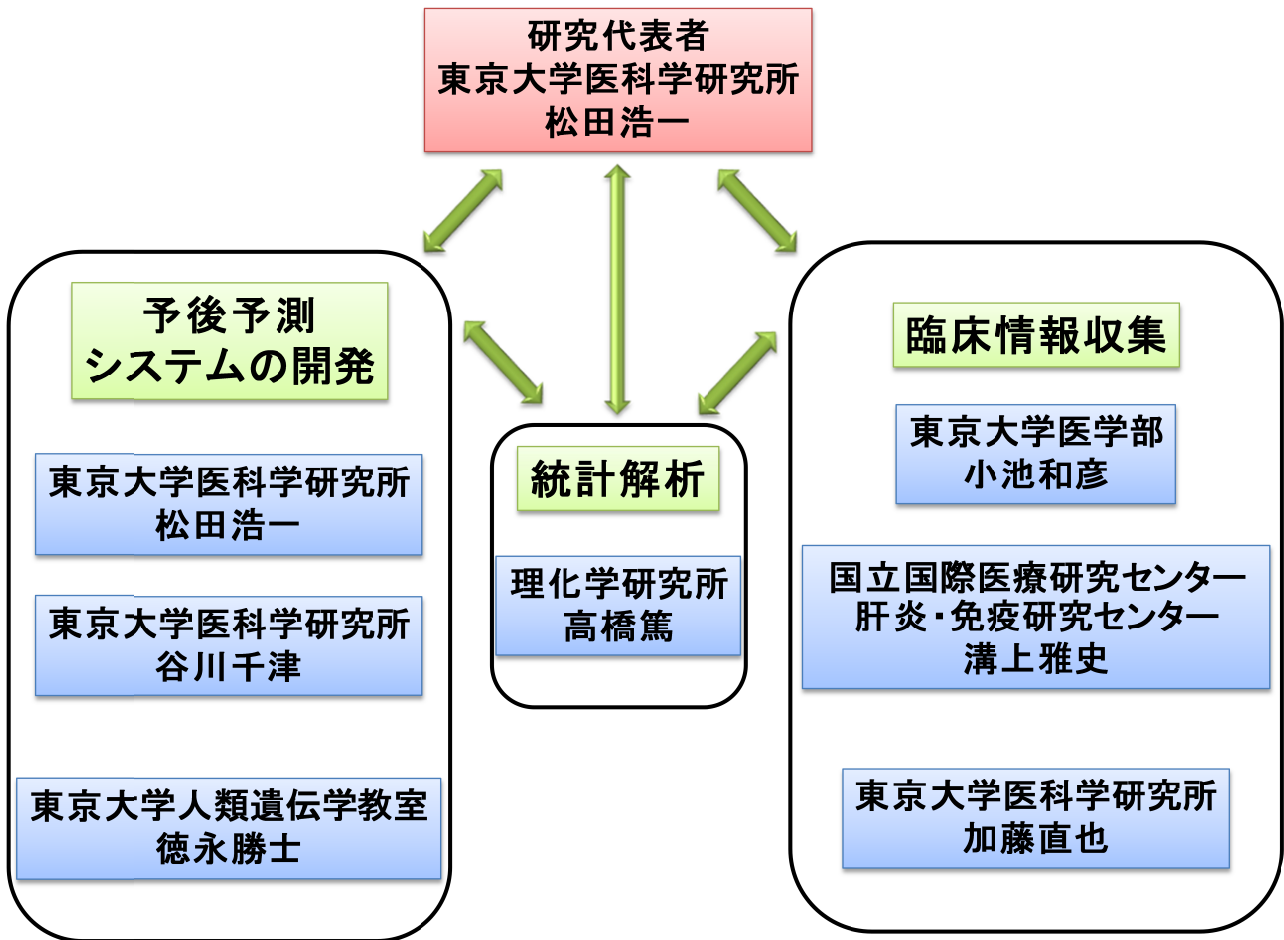 研究代表者
東京大学医科学研究所
松田浩一
予後予測
システムの開発
東京大学医科学研究所
松田浩一
東京大学医科学研究所
谷川千津
東京大学人類遺伝学教室
徳永勝士
統計解析
理化学研究所
高橋篤
臨床情報収集
東京大学医学部
小池和彦
国立国際医療研究センター
肝炎・免疫研究センター
溝上雅史
東京大学医科学研究所
加藤直也